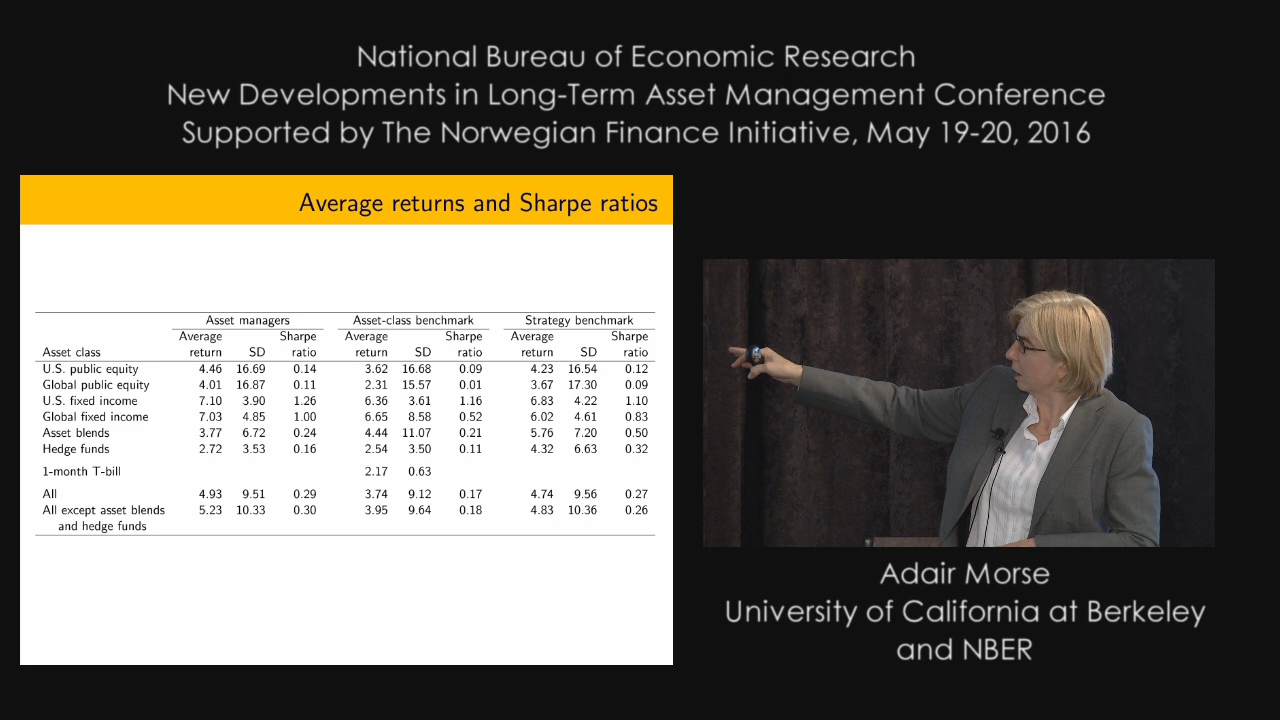 National Bureau of Economic Research
New Developments in Long-Term Asset Management Conference
Supported by The Norwegian Finance Initiative, May 19-20, 2016
Average returns and Sharpe ratios
Asset managers Asset-class benchmark Strategy benchmark
Average Sharpe Average Sharpe Average Sharpe
Asset class return SD ratio return SD ratio return SD ratio
U.S. public equity 4.46 16.69 0.14 3.62 16.68 0.09 4.23 16.54 0.12
Global public equity 4.01 16.87 0.11 2.31 15.57 0.01 3.67 17.30 0.09
U.S. fixed income 7.10 3.90 1.26 6.36 3.61 1.16 6.83 4.22 1.10
Global fixed income 7.03 4.85 1.00 6.65 8.58 0.52 6.02 4.61 0.83
Asset blends 3.77 6.72 0.24 4.44 11.07 0.21 5.76 7.20 0.50
Hedge funds 2.72 3.53 0.16 2.54 3.50 0.11 4.32 6.63 0.32
1-month T-bill 2.17 0.63
All 4.93 9.51 0.29 3.74 9.12 0.17 4.74 9.56 0.27
All except asset blends 5.23 10.33 0.30 3.95 9.64 0.18 4.83 10.36 0.26
and hedge funds
Adair Morse
University of California at Berkeley
and NBER